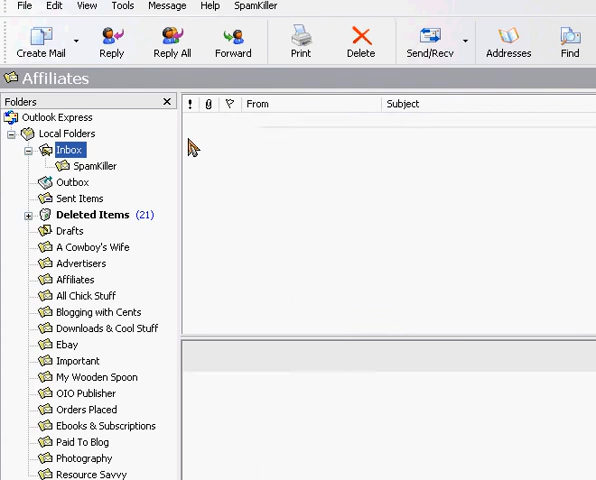 File Edit View Tools Message Help SpamKiller
Create Mail Reply Reply All Forward Print Delete Send/Recv Addresses Find
Affiliates
Folders
! From Subject
Outlook Express
Local Folders
Inbox
SpamKiller
Outbox
Sent Items
Deleted Items (21)
Drafts
A Cowboy's Wife
Advertisers
Affiliates
All Chick Stuff
Blogging with Cents
Downloads & Cool Stuff
Ebay
Important
My Wooden Spoon
OIO Publisher
Orders Placed
Ebooks & Subscriptions
Paid To Blog
Photography
Resource Savvy